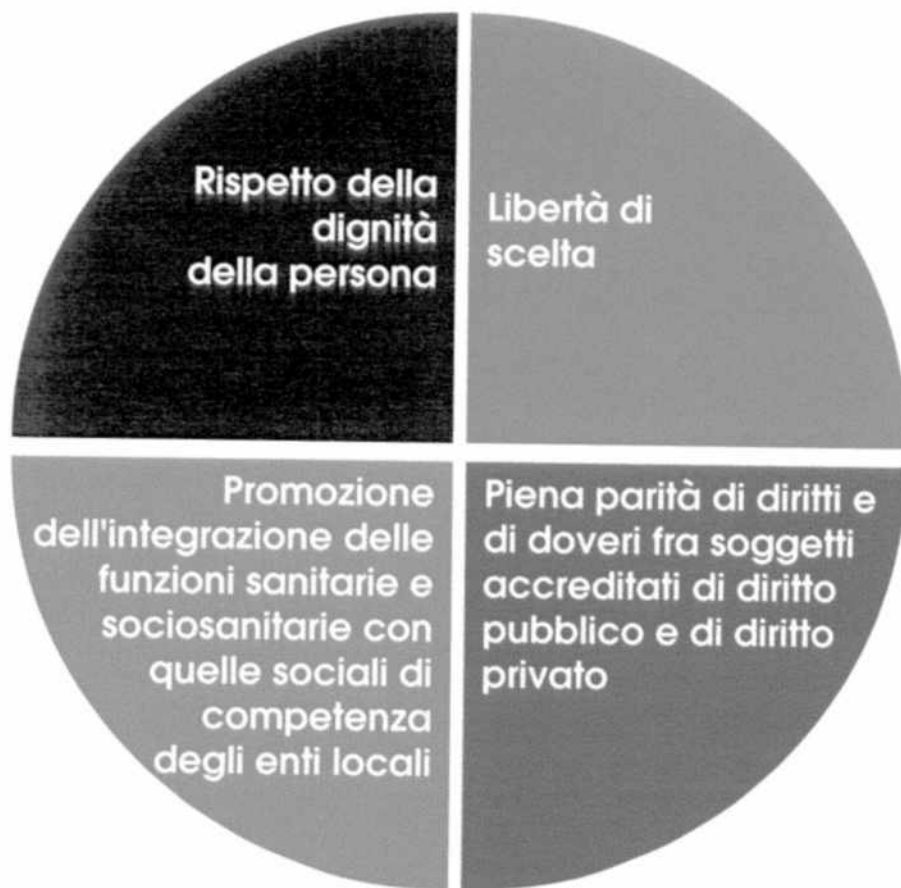 Rispetto della
dignità
della persona
Libertà di
scelta
Promozione
dell'integrazione delle
funzioni sanitarie e
sociosanitarie con
quelle sociali di
competenza
degli enti locali
Piena parità di diritti e
di doveri fra soggetti
accreditati di diritto
pubblico e di diritto
privato